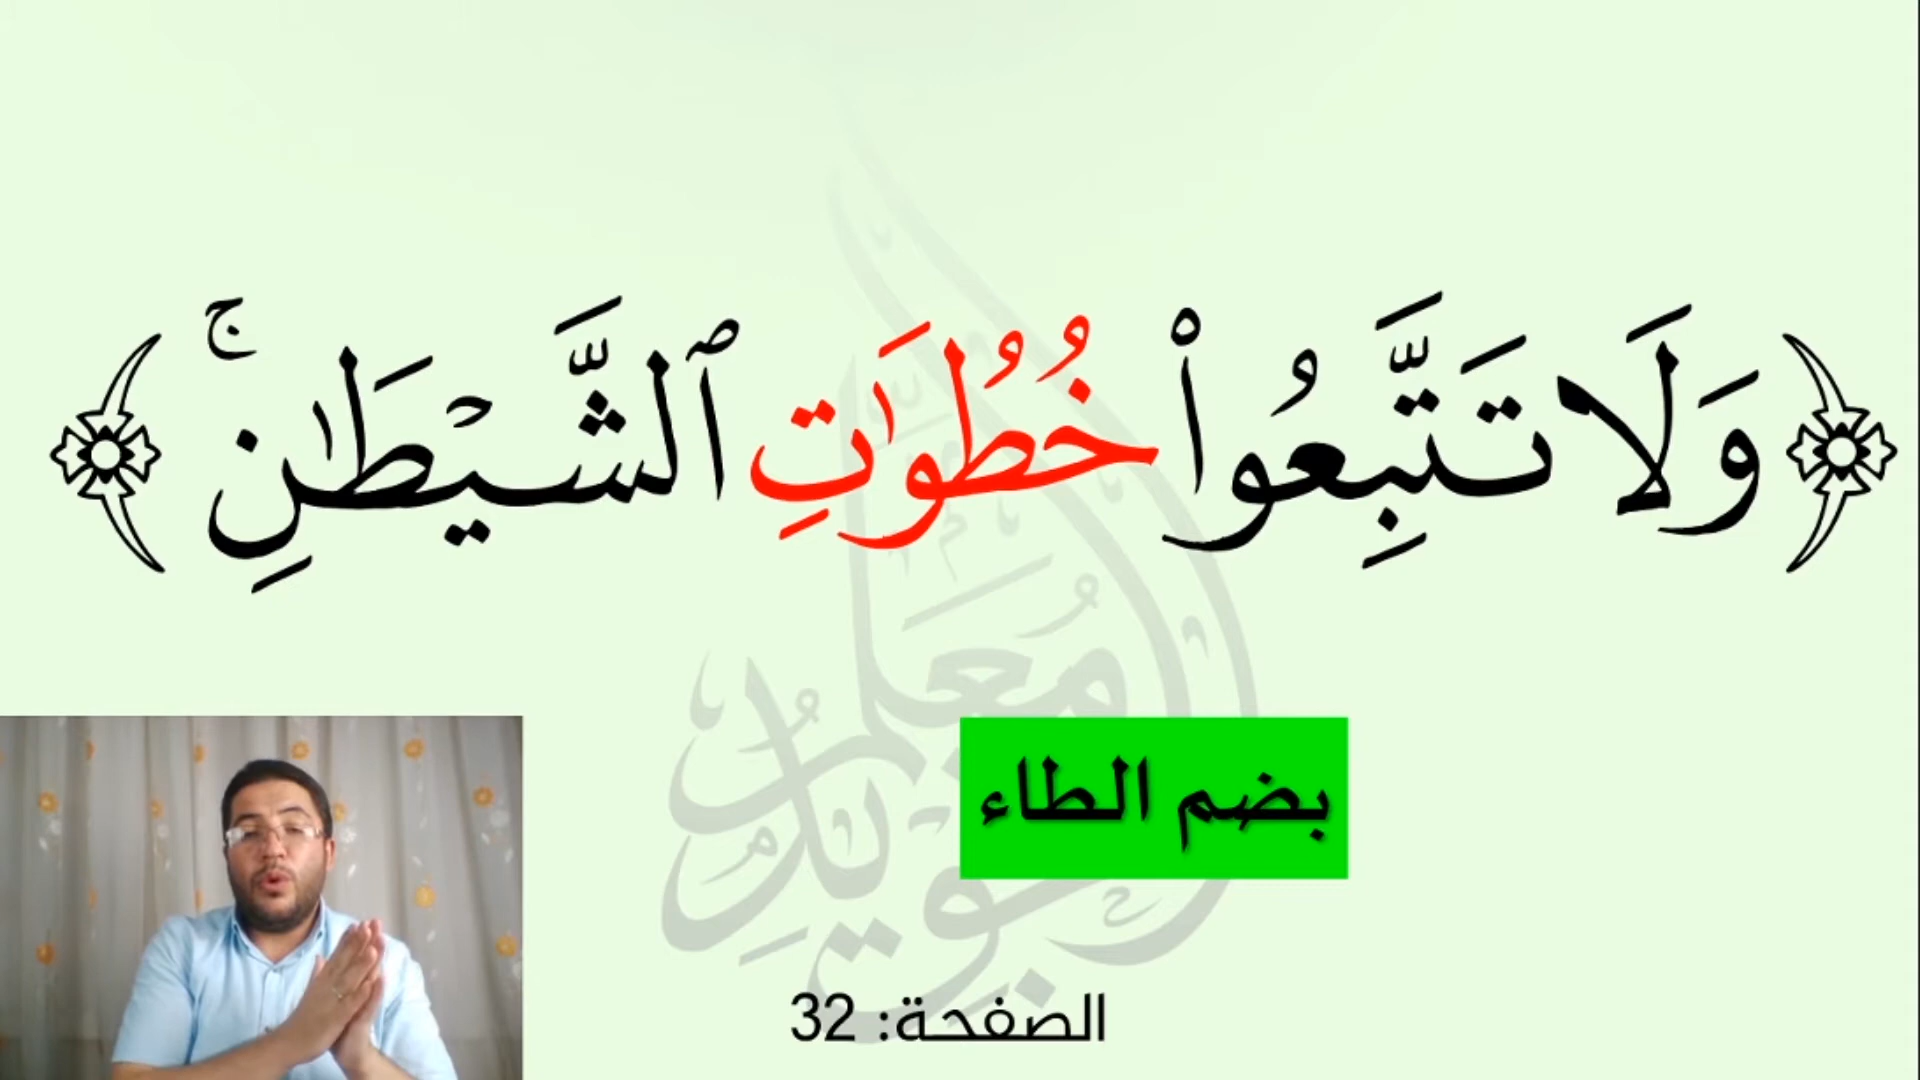 ﴿ وَلَا تَتَّبِعُوا۟ خُطُوَٰتِ ٱلشَّيْطَـٰنِ ۚ ﴾
بضم الطاء
الصفحة: 32